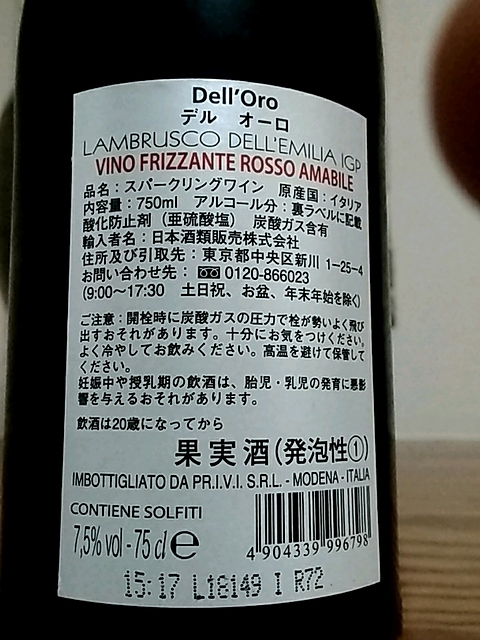 Dell'Oro
デル オーロ
LAMBRUSCO DELL'EMILIA IGP
VINO FRIZZANTE ROSSO AMABILE
品名：スパークリングワイン 原産国：イタリア
内容量：750ml アルコール分：裏ラベルに記載
酸化防止剤（亜硫酸塩） 炭酸ガス含有
輸入者名：日本酒類販売株式会社
住所及び引取先：東京都中央区新川 1-25-4
お問い合わせ先： 0120-866023
(9:00〜17:30 土日祝、お盆、年末年始を除く)
ご注意：開栓時に炭酸ガスの圧力で栓が勢いよく飛び
出すおそれがあります。十分にお気をつけください。
よく冷やしてお飲みください。高温を避けて保管して
ください。
妊娠中や授乳期の飲酒は、胎児・乳児の発育に悪影
響を与えるおそれがあります。
飲酒は20歳になってから
果実酒（発泡性①）
IMBOTTIGLIATO DA PR.I.V.I. S.R.L. - MODENA - ITALIA
CONTIENE SOLFITI
7,5% vol - 75 cl e
4 904339 996798
15:17 L18149 I R72